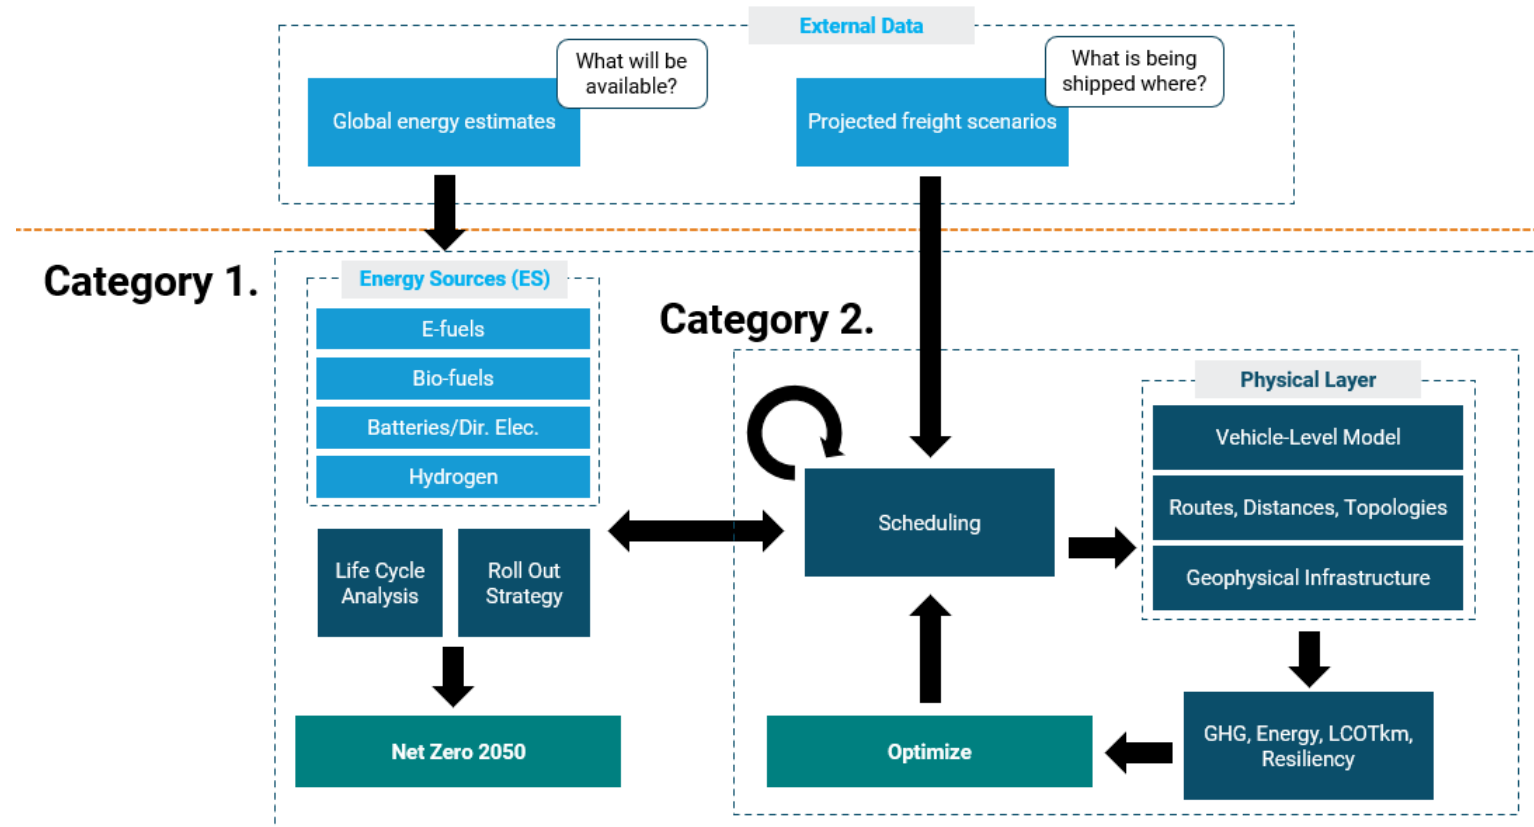 External Data
What will be
available?
What is being
shipped where?
Global energy estimates
Projected freight scenarios
Category 1.
Energy Sources (ES)
E-fuels
Bio-fuels
Batteries/Dir. Elec.
Hydrogen
Life Cycle
Analysis
Roll Out
Strategy
Net Zero 2050
Category 2.
Scheduling
Physical Layer
Vehicle-Level Model
Routes, Distances, Topologies
Geophysical Infrastructure
GHG, Energy, LCOTkm,
Resiliency
Optimize